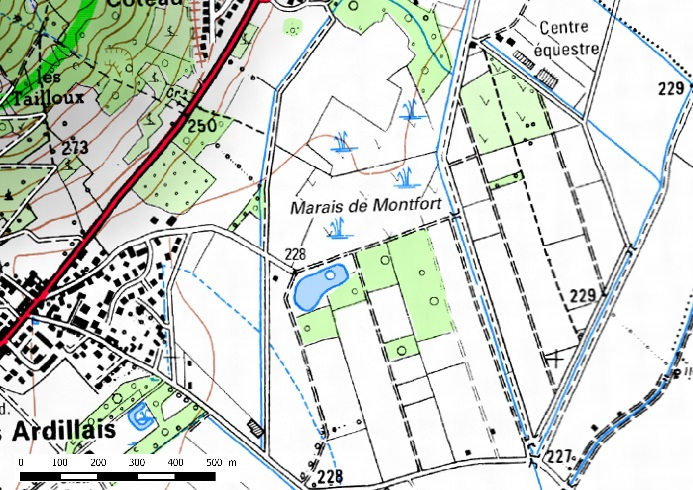 Coteau
Centre
équestre
les
Tailloux
229
250
273
Marais de Montfort
228
229
Ardillais
227
228
0 100 200 300 400 500 m